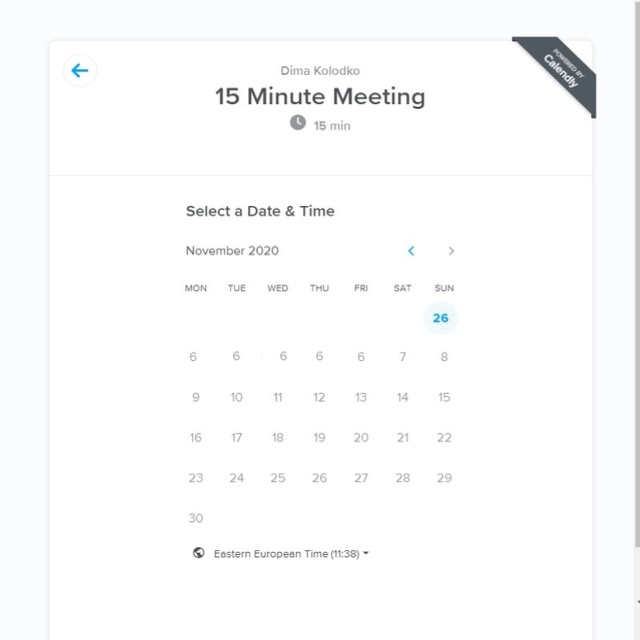 POWERED BY
Calendly
Dima Kolodko
15 Minute Meeting
15 min
Select a Date & Time
November 2020
MON TUE WED THU FRI SAT SUN
26
6 6 6 6 6 7 8
9 10 11 12 13 14 15
16 17 18 19 20 21 22
23 24 25 26 27 28 29
30
Eastern European Time (11:38)